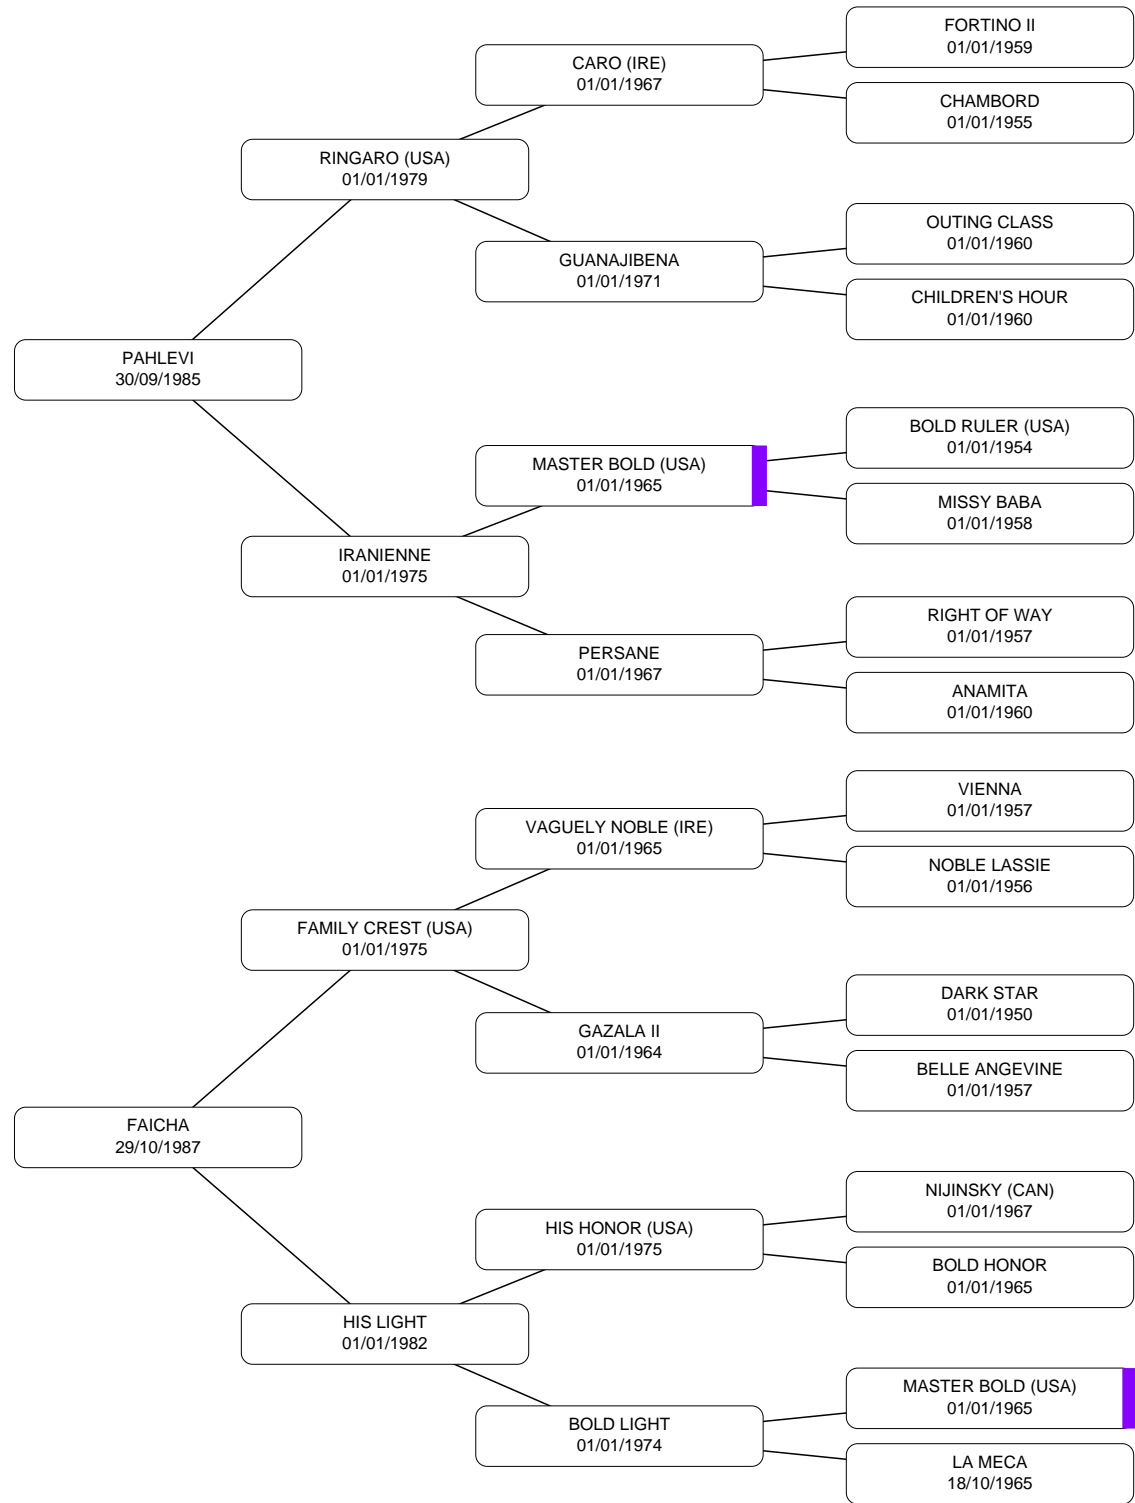 FORTINO II
01/01/1959
CARO (IRE)
01/01/1967
CHAMBORD
01/01/1955
RINGARO (USA)
01/01/1979
OUTING CLASS
01/01/1960
GUANAJIBENA
01/01/1971
CHILDREN'S HOUR
01/01/1960
PAHLEVI
30/09/1985
BOLD RULER (USA)
01/01/1954
MASTER BOLD (USA)
01/01/1965
MISSY BABA
01/01/1958
IRANIENNE
01/01/1975
RIGHT OF WAY
01/01/1957
PERSANE
01/01/1967
ANAMITA
01/01/1960
VIENNA
01/01/1957
VAGUELY NOBLE (IRE)
01/01/1965
NOBLE LASSIE
01/01/1956
FAMILY CREST (USA)
01/01/1975
DARK STAR
01/01/1950
GAZALA II
01/01/1964
BELLE ANGEVINE
01/01/1957
FAICHA
29/10/1987
NIJINSKY (CAN)
01/01/1967
HIS HONOR (USA)
01/01/1975
BOLD HONOR
01/01/1965
HIS LIGHT
01/01/1982
MASTER BOLD (USA)
01/01/1965
BOLD LIGHT
01/01/1974
LA MECA
18/10/1965